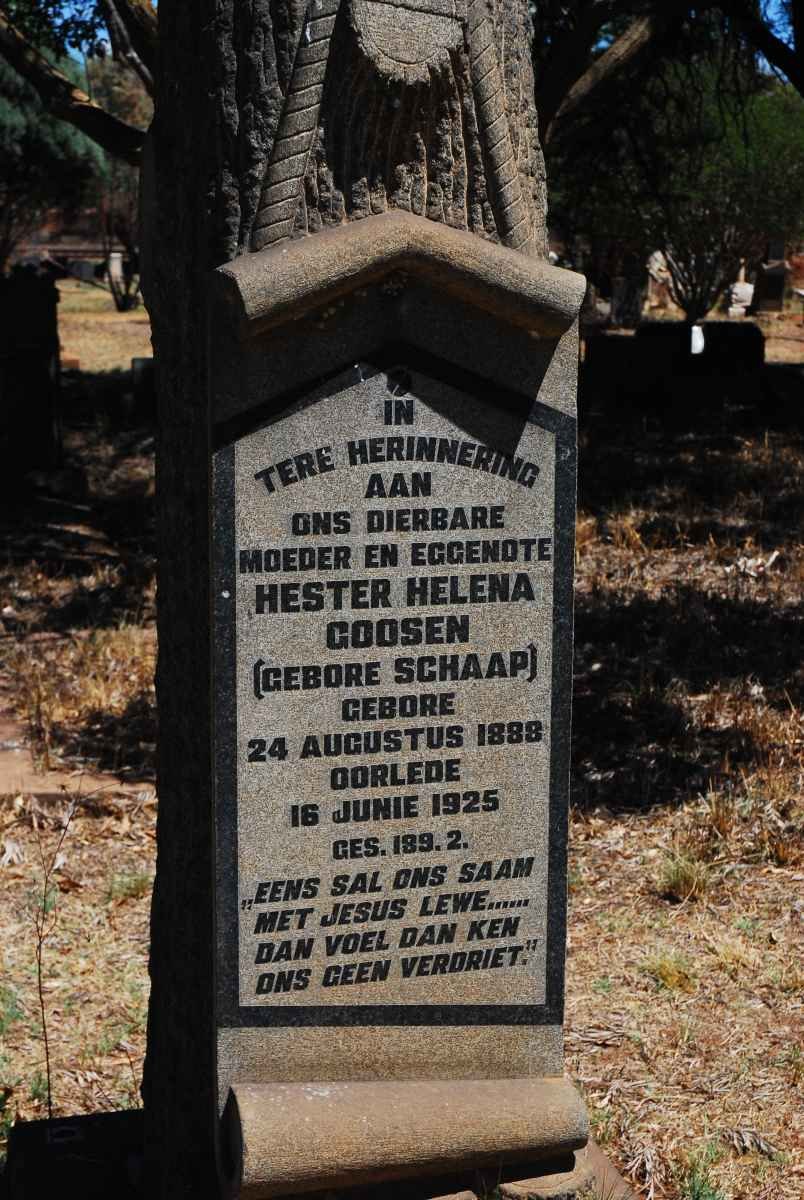 IN
TERE HERINNERING
AAN
ONS DIERBARE
MOEDER EN EGGENOTE
HESTER HELENA
GOOSEN
(GEBORE SCHAAP)
GEBORE
24 AUGUSTUS 1888
OORLEDE
16 JUNIE 1925
GES. 189. 2.
„EENS SAL ONS SAAM
MET JESUS LEWE......
DAN VOEL DAN KEN
ONS GEEN VERDRIET."